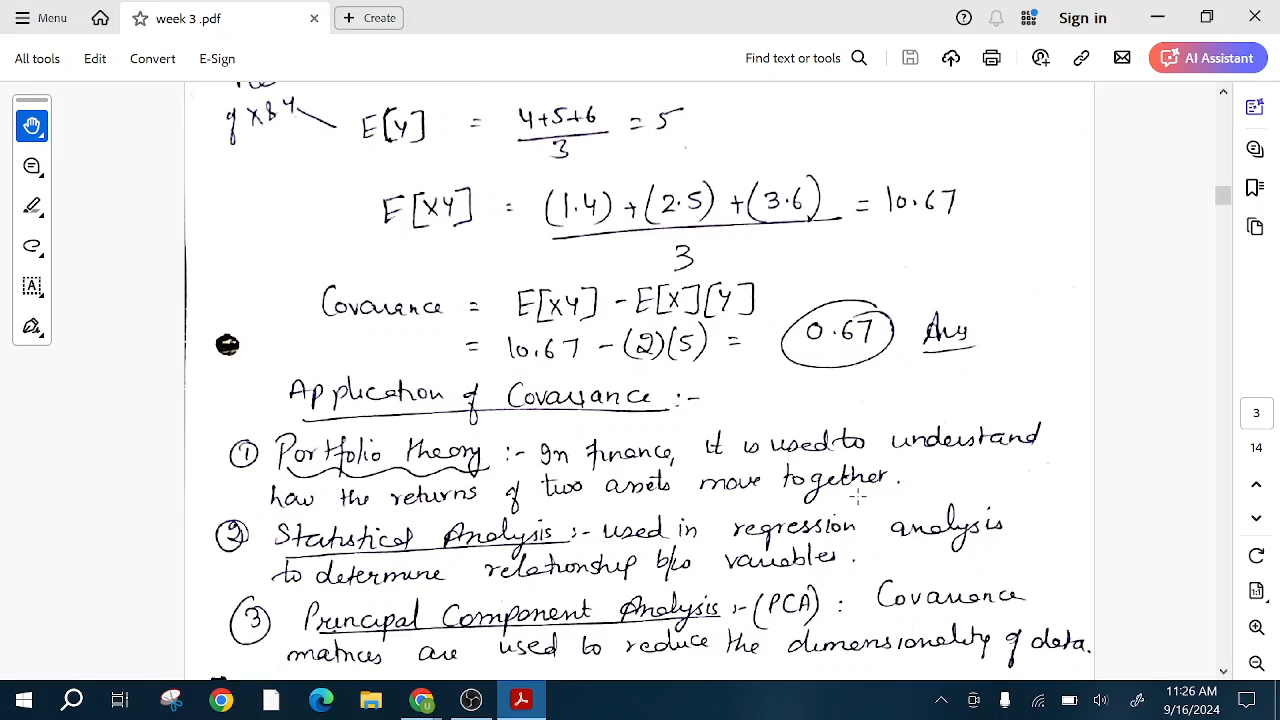 Menu
week 3 .pdf
Create
Sign in
All tools Edit Convert E-Sign
Find text or tools
AI Assistant
of X & Y
E[Y] = 4+5+6 / 3 = 5
E[XY] = (1.4) + (2.5) + (3.6) / 3 = 10.67
Covariance = E[XY] - E[X][Y]
= 10.67 - (2)(5) = 0.67 Ans
Application of Covariance :-
① Portfolio theory :- In finance, it is used to understand
how the returns of two assets move together.
② Statistical Analysis :- used in regression analysis
to determine relationship b/w variables.
③ Principal Component Analysis :- (PCA) : Covariance
matrices are used to reduce the dimensionality of data.
3
14
11:26 AM
9/16/2024